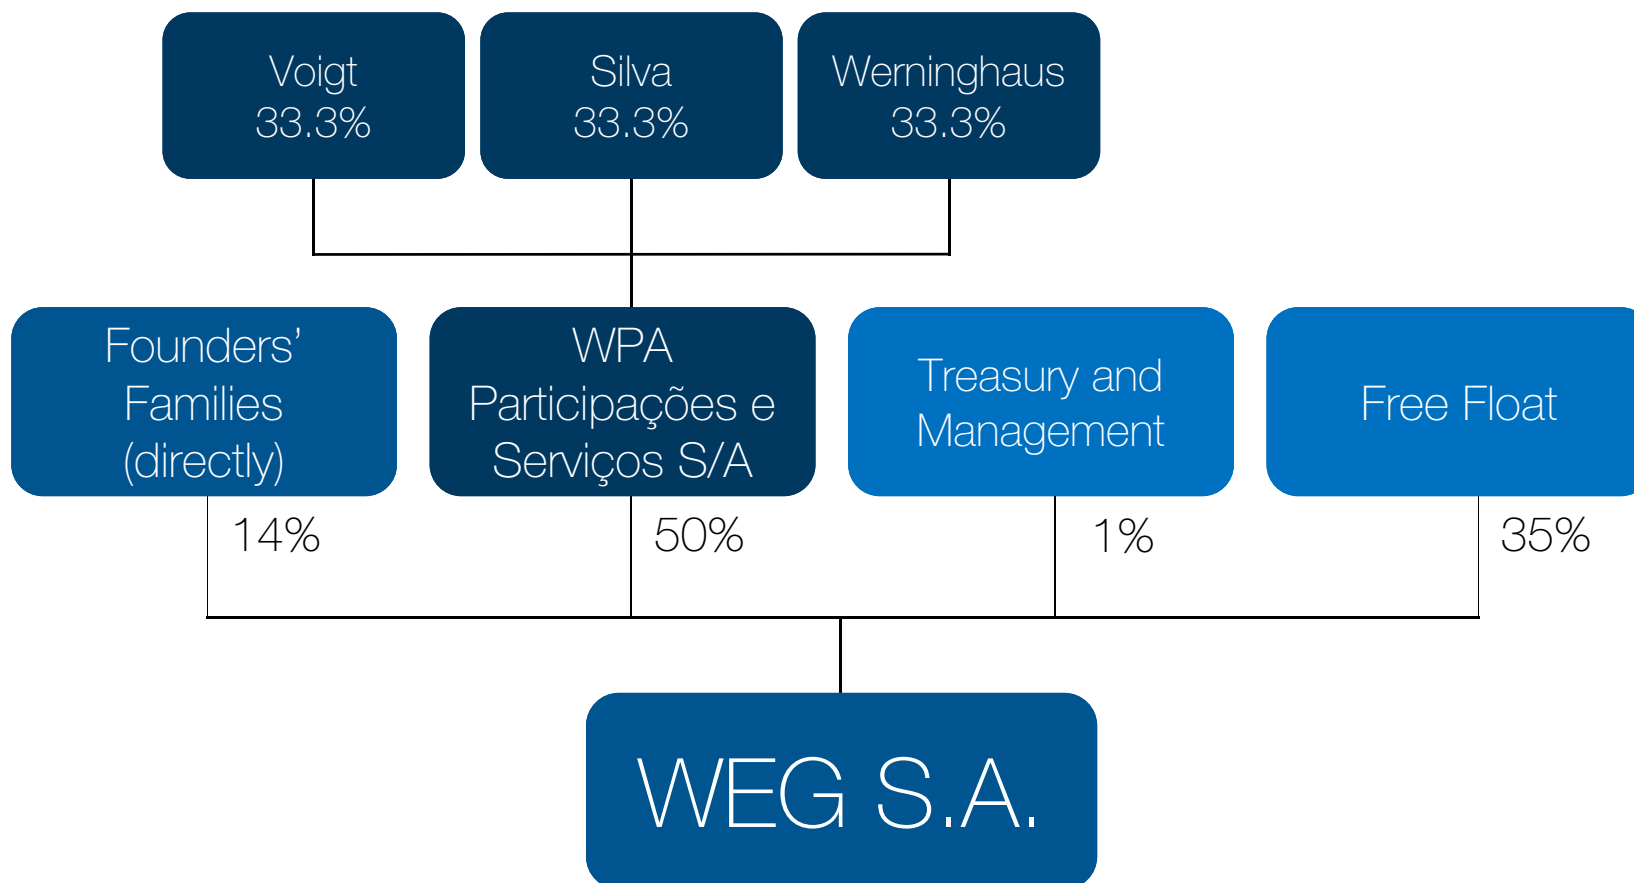 Voigt
33.3%
Silva
33.3%
Werninghaus
33.3%
Founders’
Families
(directly)
WPA
Participações e
Serviços S/A
Treasury and
Management
Free Float
14%
50%
1%
35%
WEG S.A.